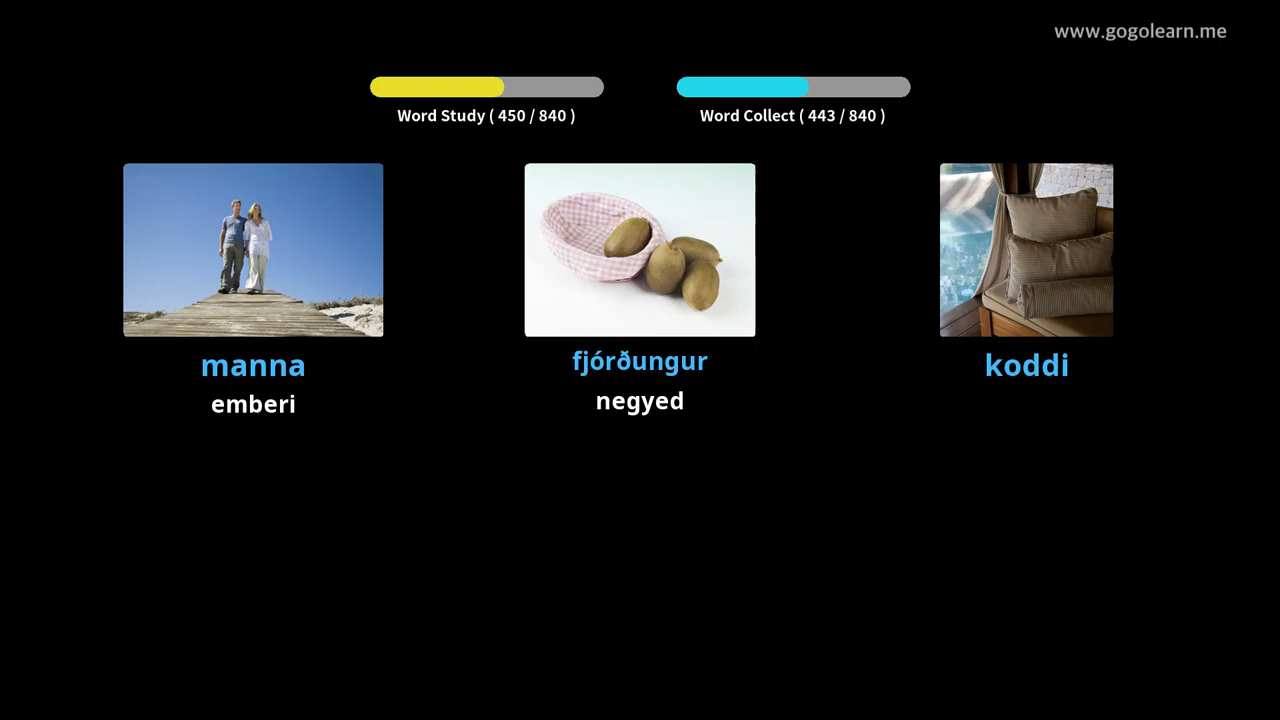 www.gogolearn.me
Word Study ( 450 / 840 )
Word Collect ( 443 / 840 )
manna
emberi
fjórðungur
negyed
koddi